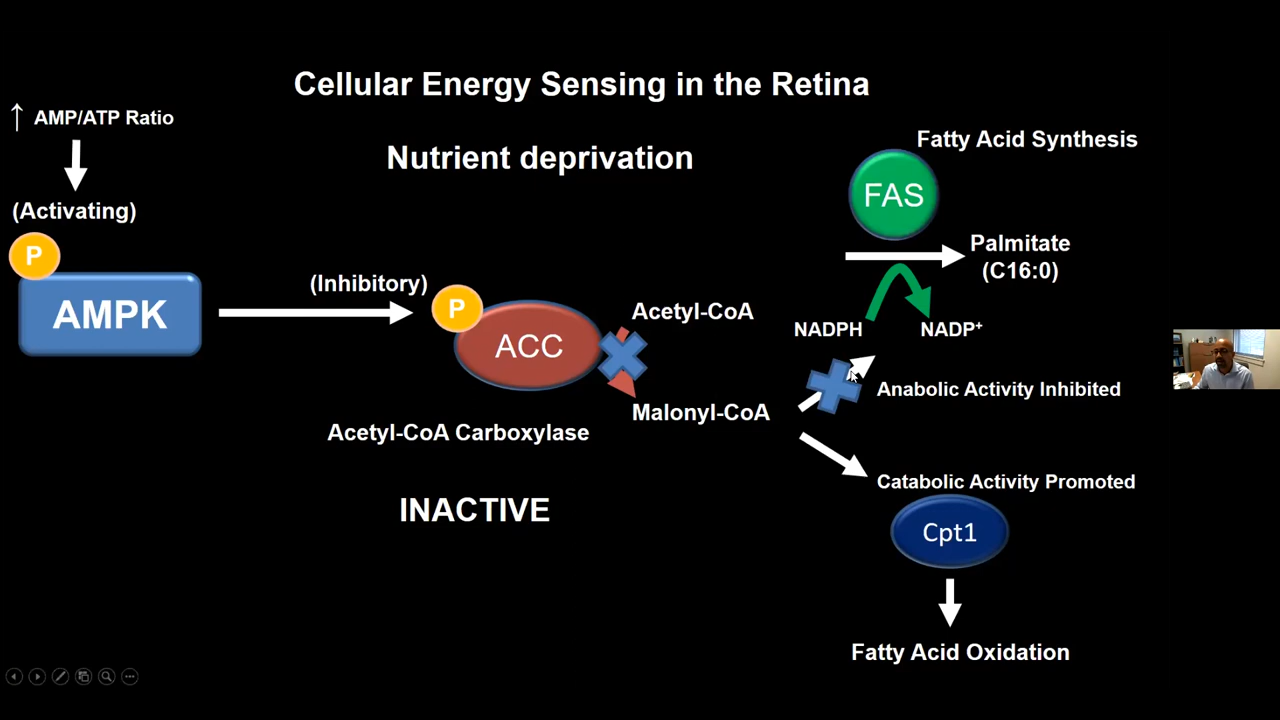 Cellular Energy Sensing in the Retina
Nutrient deprivation
↑ AMP/ATP Ratio
(Activating)
P
AMPK
(Inhibitory)
P
ACC
Acetyl-CoA Carboxylase
INACTIVE
Acetyl-CoA
Malonyl-CoA
Fatty Acid Synthesis
FAS
Palmitate
(C16:0)
NADPH
NADP⁺
Anabolic Activity Inhibited
Catabolic Activity Promoted
Cpt1
Fatty Acid Oxidation